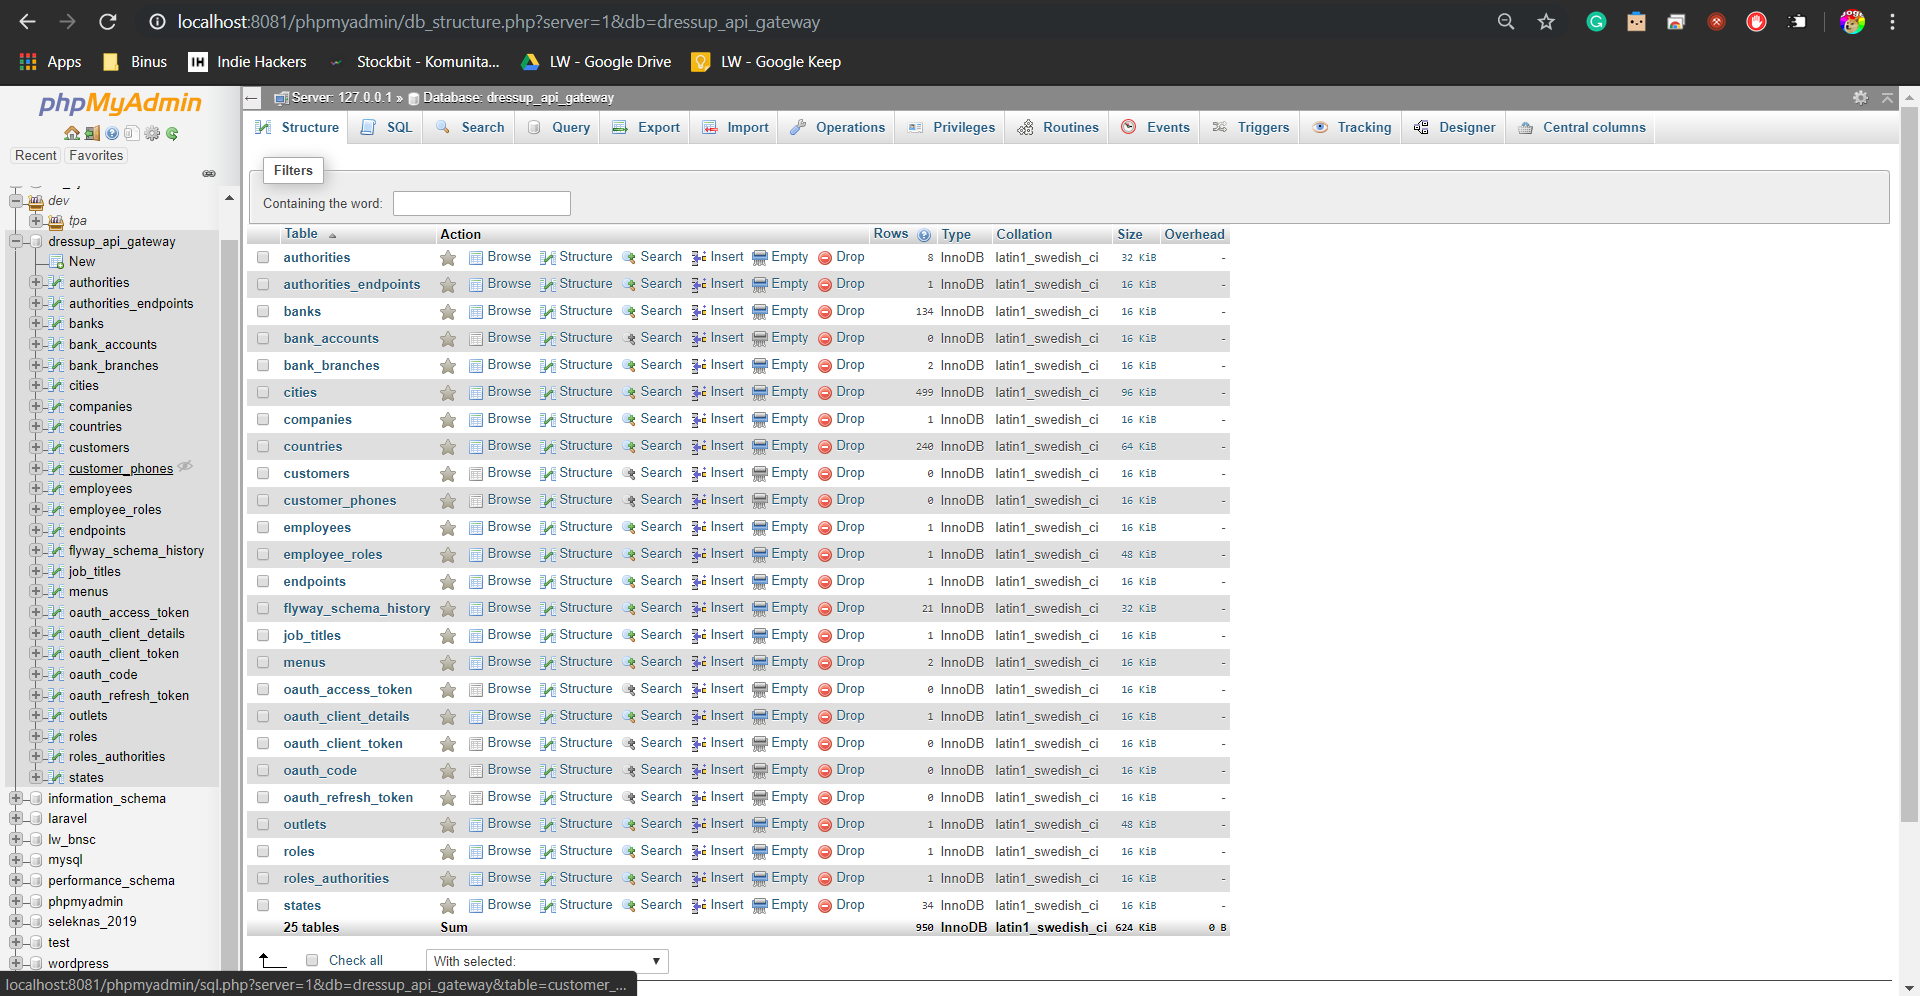 localhost:8081/phpmyadmin/db_structure.php?server=1&db=dressup_api_gateway
Apps Binus IH Indie Hackers Stockbit - Komunita... LW - Google Drive LW - Google Keep
phpMyAdmin
Recent Favorites
dev
tpa
dressup_api_gateway
New
authorities
authorities_endpoints
banks
bank_accounts
bank_branches
cities
companies
countries
customers
customer_phones
employees
employee_roles
endpoints
flyway_schema_history
job_titles
menus
oauth_access_token
oauth_client_details
oauth_client_token
oauth_code
oauth_refresh_token
outlets
roles
roles_authorities
states
information_schema
laravel
lw_bnsc
mysql
performance_schema
phpmyadmin
seleknas_2019
test
wordpress
Server: 127.0.0.1 » Database: dressup_api_gateway
Structure SQL Search Query Export Import Operations Privileges Routines Events Triggers Tracking Designer Central columns
Filters
Containing the word:
Table Action Rows Type Collation Size Overhead
authorities Browse Structure Search Insert Empty Drop 8 InnoDB latin1_swedish_ci 32 KiB -
authorities_endpoints Browse Structure Search Insert Empty Drop 1 InnoDB latin1_swedish_ci 16 KiB -
banks Browse Structure Search Insert Empty Drop 134 InnoDB latin1_swedish_ci 16 KiB -
bank_accounts Browse Structure Search Insert Empty Drop 0 InnoDB latin1_swedish_ci 16 KiB -
bank_branches Browse Structure Search Insert Empty Drop 2 InnoDB latin1_swedish_ci 16 KiB -
cities Browse Structure Search Insert Empty Drop 499 InnoDB latin1_swedish_ci 96 KiB -
companies Browse Structure Search Insert Empty Drop 1 InnoDB latin1_swedish_ci 16 KiB -
countries Browse Structure Search Insert Empty Drop 240 InnoDB latin1_swedish_ci 64 KiB -
customers Browse Structure Search Insert Empty Drop 0 InnoDB latin1_swedish_ci 16 KiB -
customer_phones Browse Structure Search Insert Empty Drop 0 InnoDB latin1_swedish_ci 16 KiB -
employees Browse Structure Search Insert Empty Drop 1 InnoDB latin1_swedish_ci 16 KiB -
employee_roles Browse Structure Search Insert Empty Drop 1 InnoDB latin1_swedish_ci 48 KiB -
endpoints Browse Structure Search Insert Empty Drop 1 InnoDB latin1_swedish_ci 16 KiB -
flyway_schema_history Browse Structure Search Insert Empty Drop 21 InnoDB latin1_swedish_ci 32 KiB -
job_titles Browse Structure Search Insert Empty Drop 1 InnoDB latin1_swedish_ci 16 KiB -
menus Browse Structure Search Insert Empty Drop 2 InnoDB latin1_swedish_ci 16 KiB -
oauth_access_token Browse Structure Search Insert Empty Drop 0 InnoDB latin1_swedish_ci 16 KiB -
oauth_client_details Browse Structure Search Insert Empty Drop 1 InnoDB latin1_swedish_ci 16 KiB -
oauth_client_token Browse Structure Search Insert Empty Drop 0 InnoDB latin1_swedish_ci 16 KiB -
oauth_code Browse Structure Search Insert Empty Drop 0 InnoDB latin1_swedish_ci 16 KiB -
oauth_refresh_token Browse Structure Search Insert Empty Drop 0 InnoDB latin1_swedish_ci 16 KiB -
outlets Browse Structure Search Insert Empty Drop 1 InnoDB latin1_swedish_ci 48 KiB -
roles Browse Structure Search Insert Empty Drop 1 InnoDB latin1_swedish_ci 16 KiB -
roles_authorities Browse Structure Search Insert Empty Drop 1 InnoDB latin1_swedish_ci 16 KiB -
states Browse Structure Search Insert Empty Drop 34 InnoDB latin1_swedish_ci 16 KiB -
25 tables Sum 950 InnoDB latin1_swedish_ci 624 KiB 0 B
Check all With selected:
localhost:8081/phpmyadmin/sql.php?server=1&db=dressup_api_gateway&table=customer_...